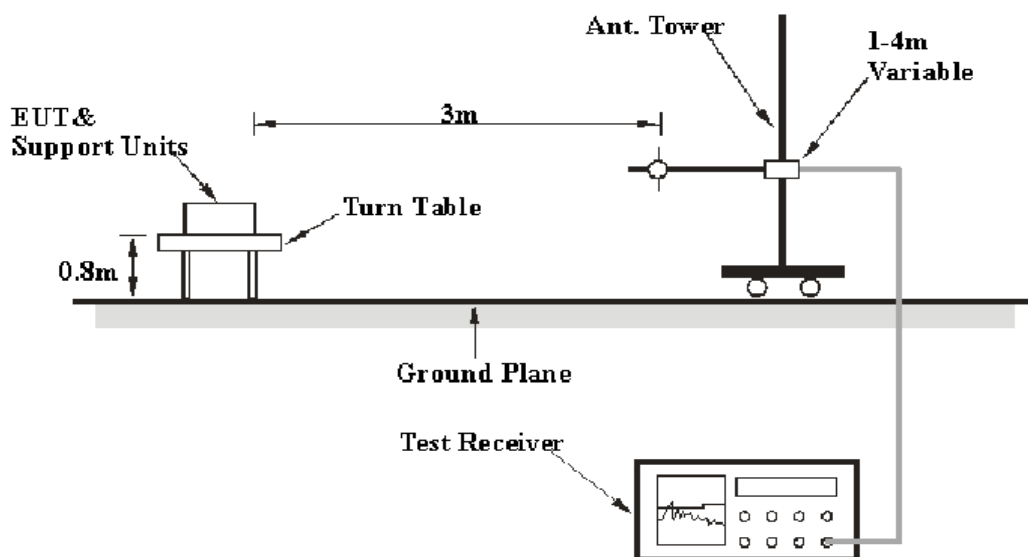 Ant. Tower
1-4m
Variable
3m
EUT&
Support Units
Turn Table
0.8m
Ground Plane
Test Receiver